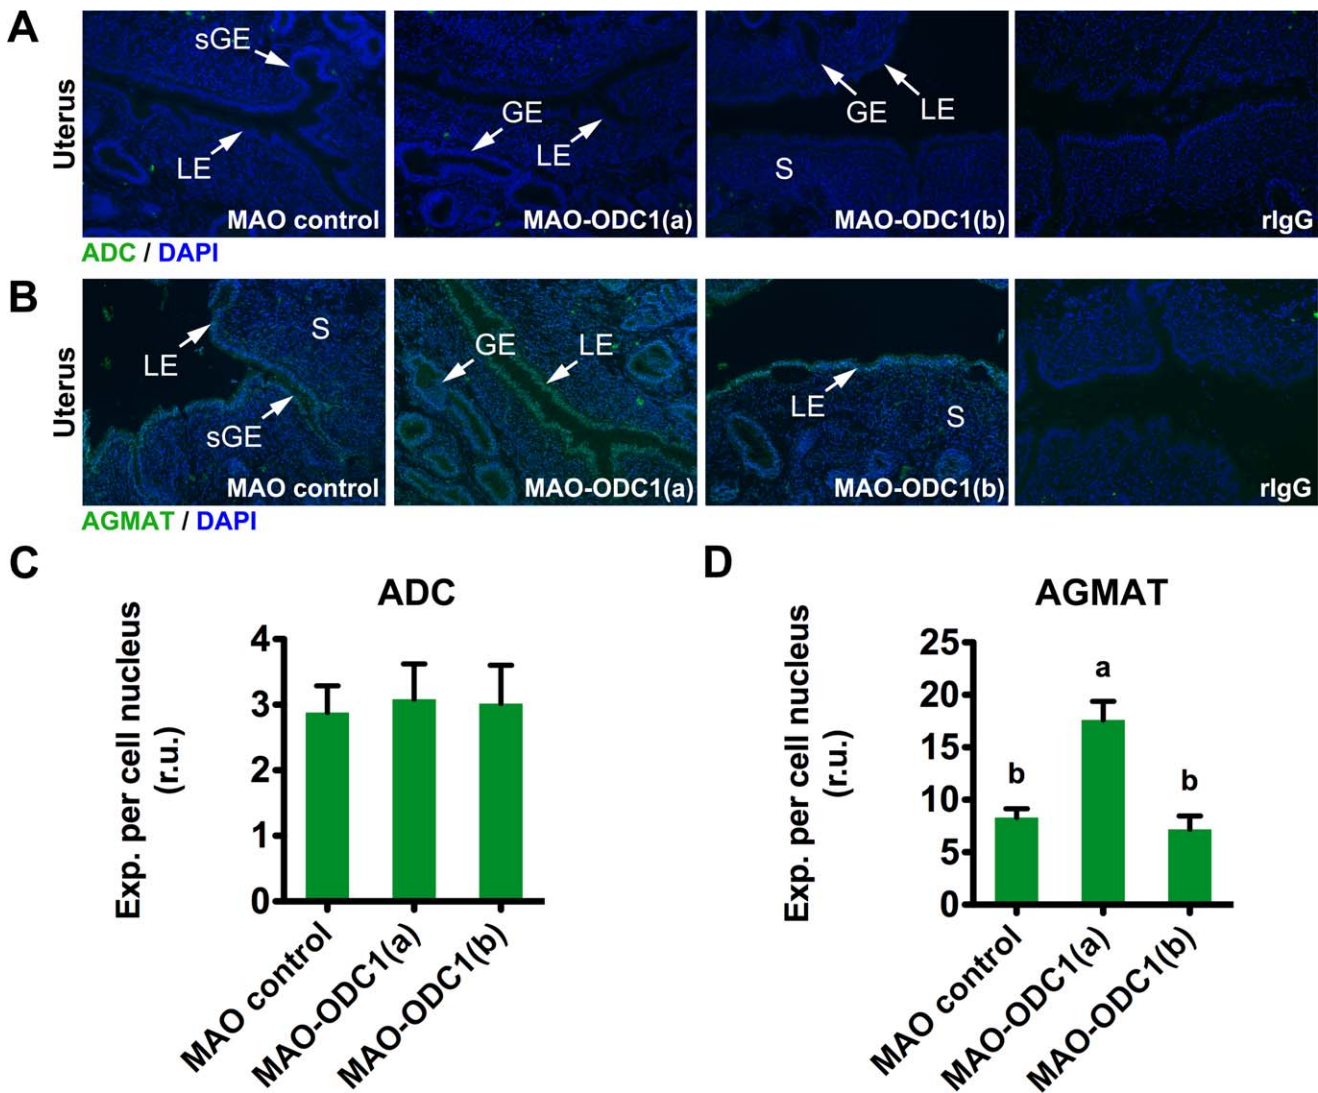 A
Uterus
sGE
LE
MAO control
GE
LE
MAO-ODC1(a)
GE
LE
S
MAO-ODC1(b)
rIgG
ADC / DAPI
B
Uterus
LE
S
sGE
MAO control
GE
LE
MAO-ODC1(a)
LE
S
MAO-ODC1(b)
rIgG
AGMAT / DAPI
C
ADC
Exp. per cell nucleus
(r.u.)
4
3
2
1
0
MAO control
MAO-ODC1(a)
MAO-ODC1(b)
D
AGMAT
Exp. per cell nucleus
(r.u.)
25
20
15
10
5
0
b
a
b
MAO control
MAO-ODC1(a)
MAO-ODC1(b)